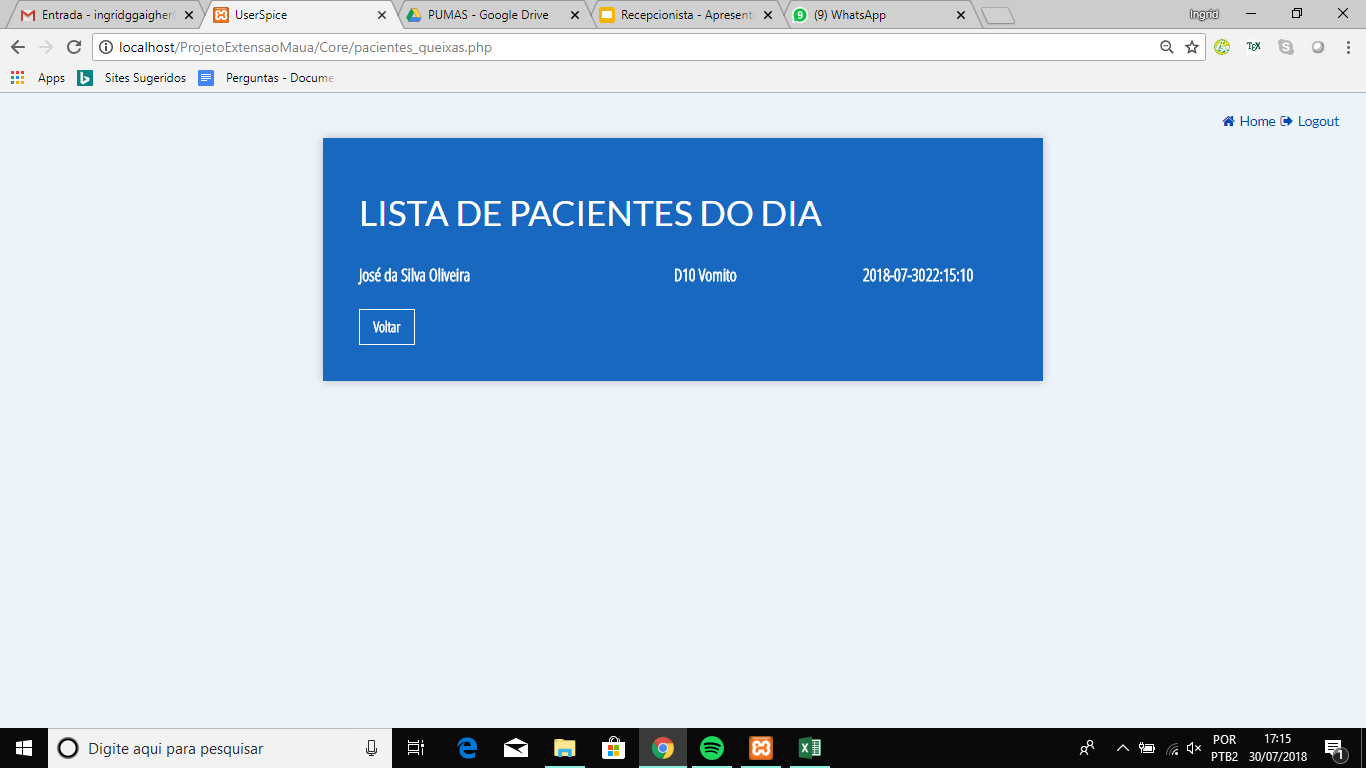 Entrada - ingridggaigher
UserSpice
PUMAS - Google Drive
Recepcionista - Apresent
(9) WhatsApp
Ingrid
localhost/ProjetoExtensaoMaua/Core/pacientes_queixas.php
Apps
Sites Sugeridos
Perguntas - Docume
Home
Logout
LISTA DE PACIENTES DO DIA
José da Silva Oliveira
D10 Vomito
2018-07-3022:15:10
Voltar
Digite aqui para pesquisar
POR
PTB2
17:15
30/07/2018
1